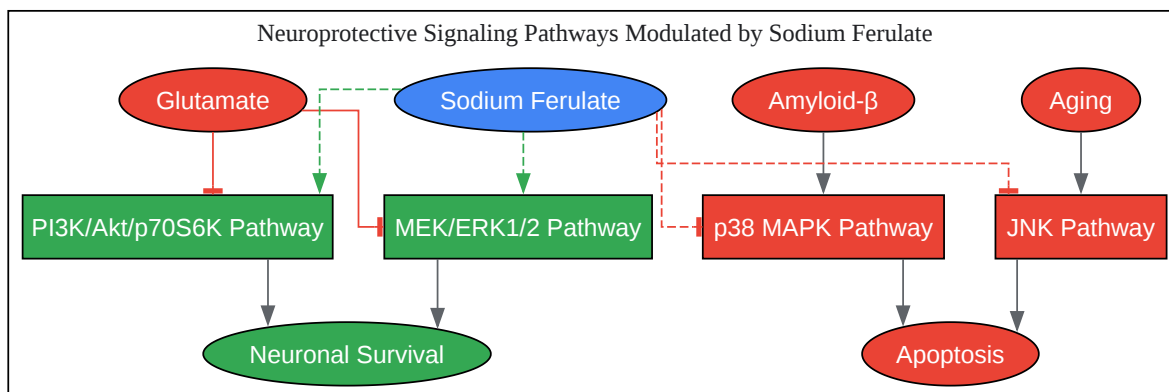 Neuroprotective Signaling Pathways Modulated by Sodium Ferulate
Glutamate
Sodium Ferulate
Amyloid-β
Aging
PI3K/Akt/p70S6K Pathway
MEK/ERK1/2 Pathway
p38 MAPK Pathway
JNK Pathway
Neuronal Survival
Apoptosis